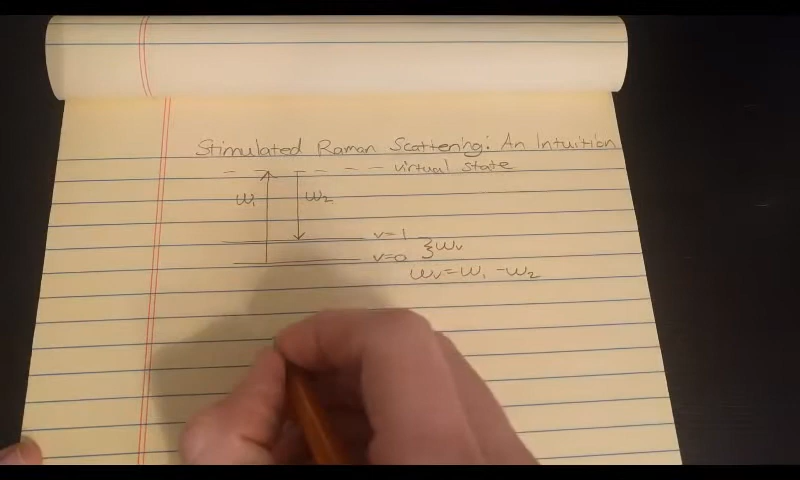 Stimulated Raman Scattering: An Intuition
virtual state
ω₁ ω₂
v=1
}ωv
v=0
ωv=ω₁-ω₂